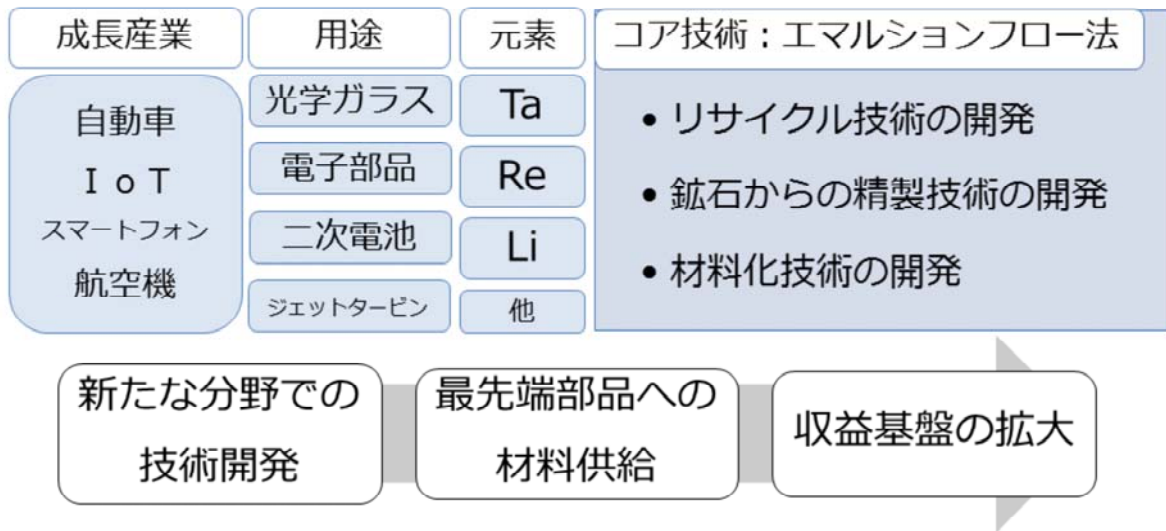 成長産業
用途
元素
コア技術：エマルションフロー法
自動車
ＩｏＴ
スマートフォン
航空機
光学ガラス
電子部品
二次電池
ジェットタービン
Ta
Re
Li
他
• リサイクル技術の開発
• 鉱石からの精製技術の開発
• 材料化技術の開発
新たな分野での
技術開発
最先端部品への
材料供給
収益基盤の拡大